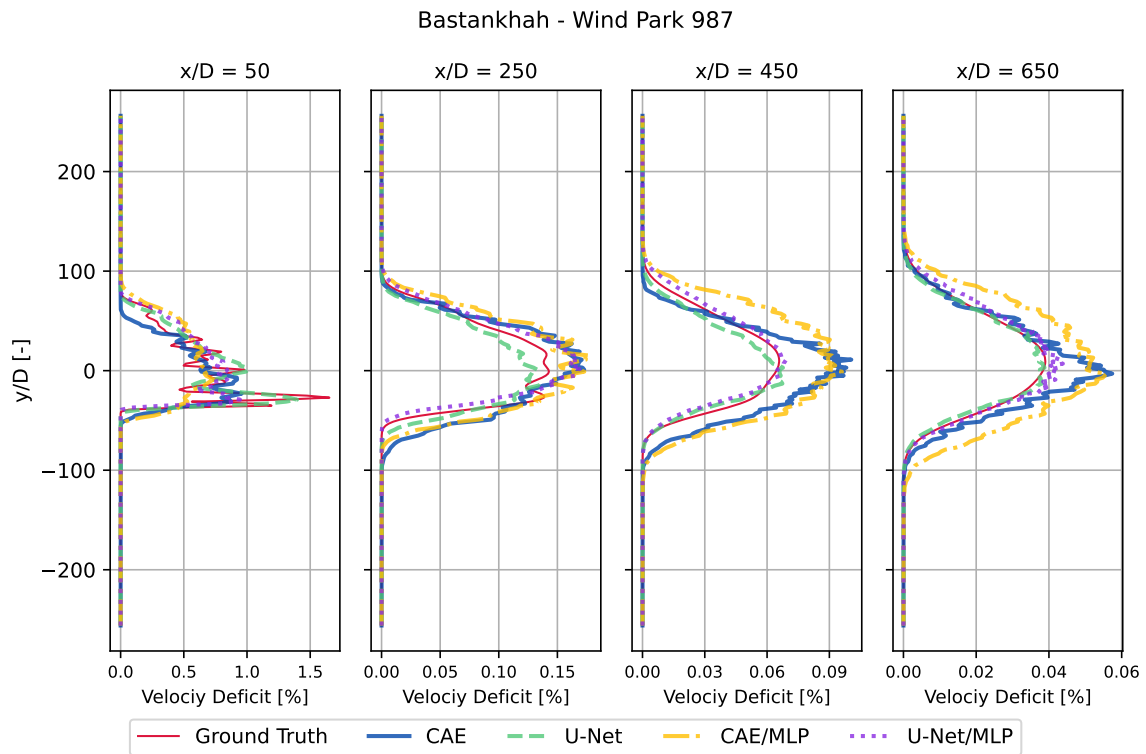 Bastankhah - Wind Park 987
x/D = 50
x/D = 250
x/D = 450
x/D = 650
y/D [-]
200
100
0
−100
−200
0.0 0.5 1.0 1.5
0.00 0.05 0.10 0.15
0.00 0.03 0.06 0.09
0.00 0.02 0.04 0.06
Velociy Deficit [%]
Velociy Deficit [%]
Velociy Deficit [%]
Velociy Deficit [%]
Ground Truth CAE U-Net CAE/MLP U-Net/MLP